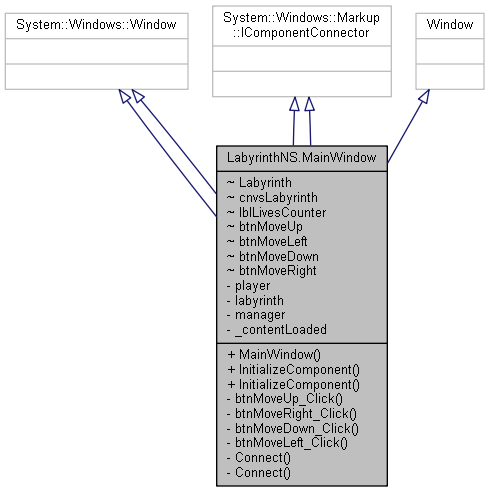 System::Windows::Window
System::Windows::Markup
::IComponentConnector
Window
LabyrinthNS.MainWindow
~ Labyrinth
~ cnvsLabyrinth
~ lblLivesCounter
~ btnMoveUp
~ btnMoveLeft
~ btnMoveDown
~ btnMoveRight
- player
- labyrinth
- manager
- _contentLoaded
+ MainWindow()
+ InitializeComponent()
+ InitializeComponent()
- btnMoveUp_Click()
- btnMoveRight_Click()
- btnMoveDown_Click()
- btnMoveLeft_Click()
- Connect()
- Connect()